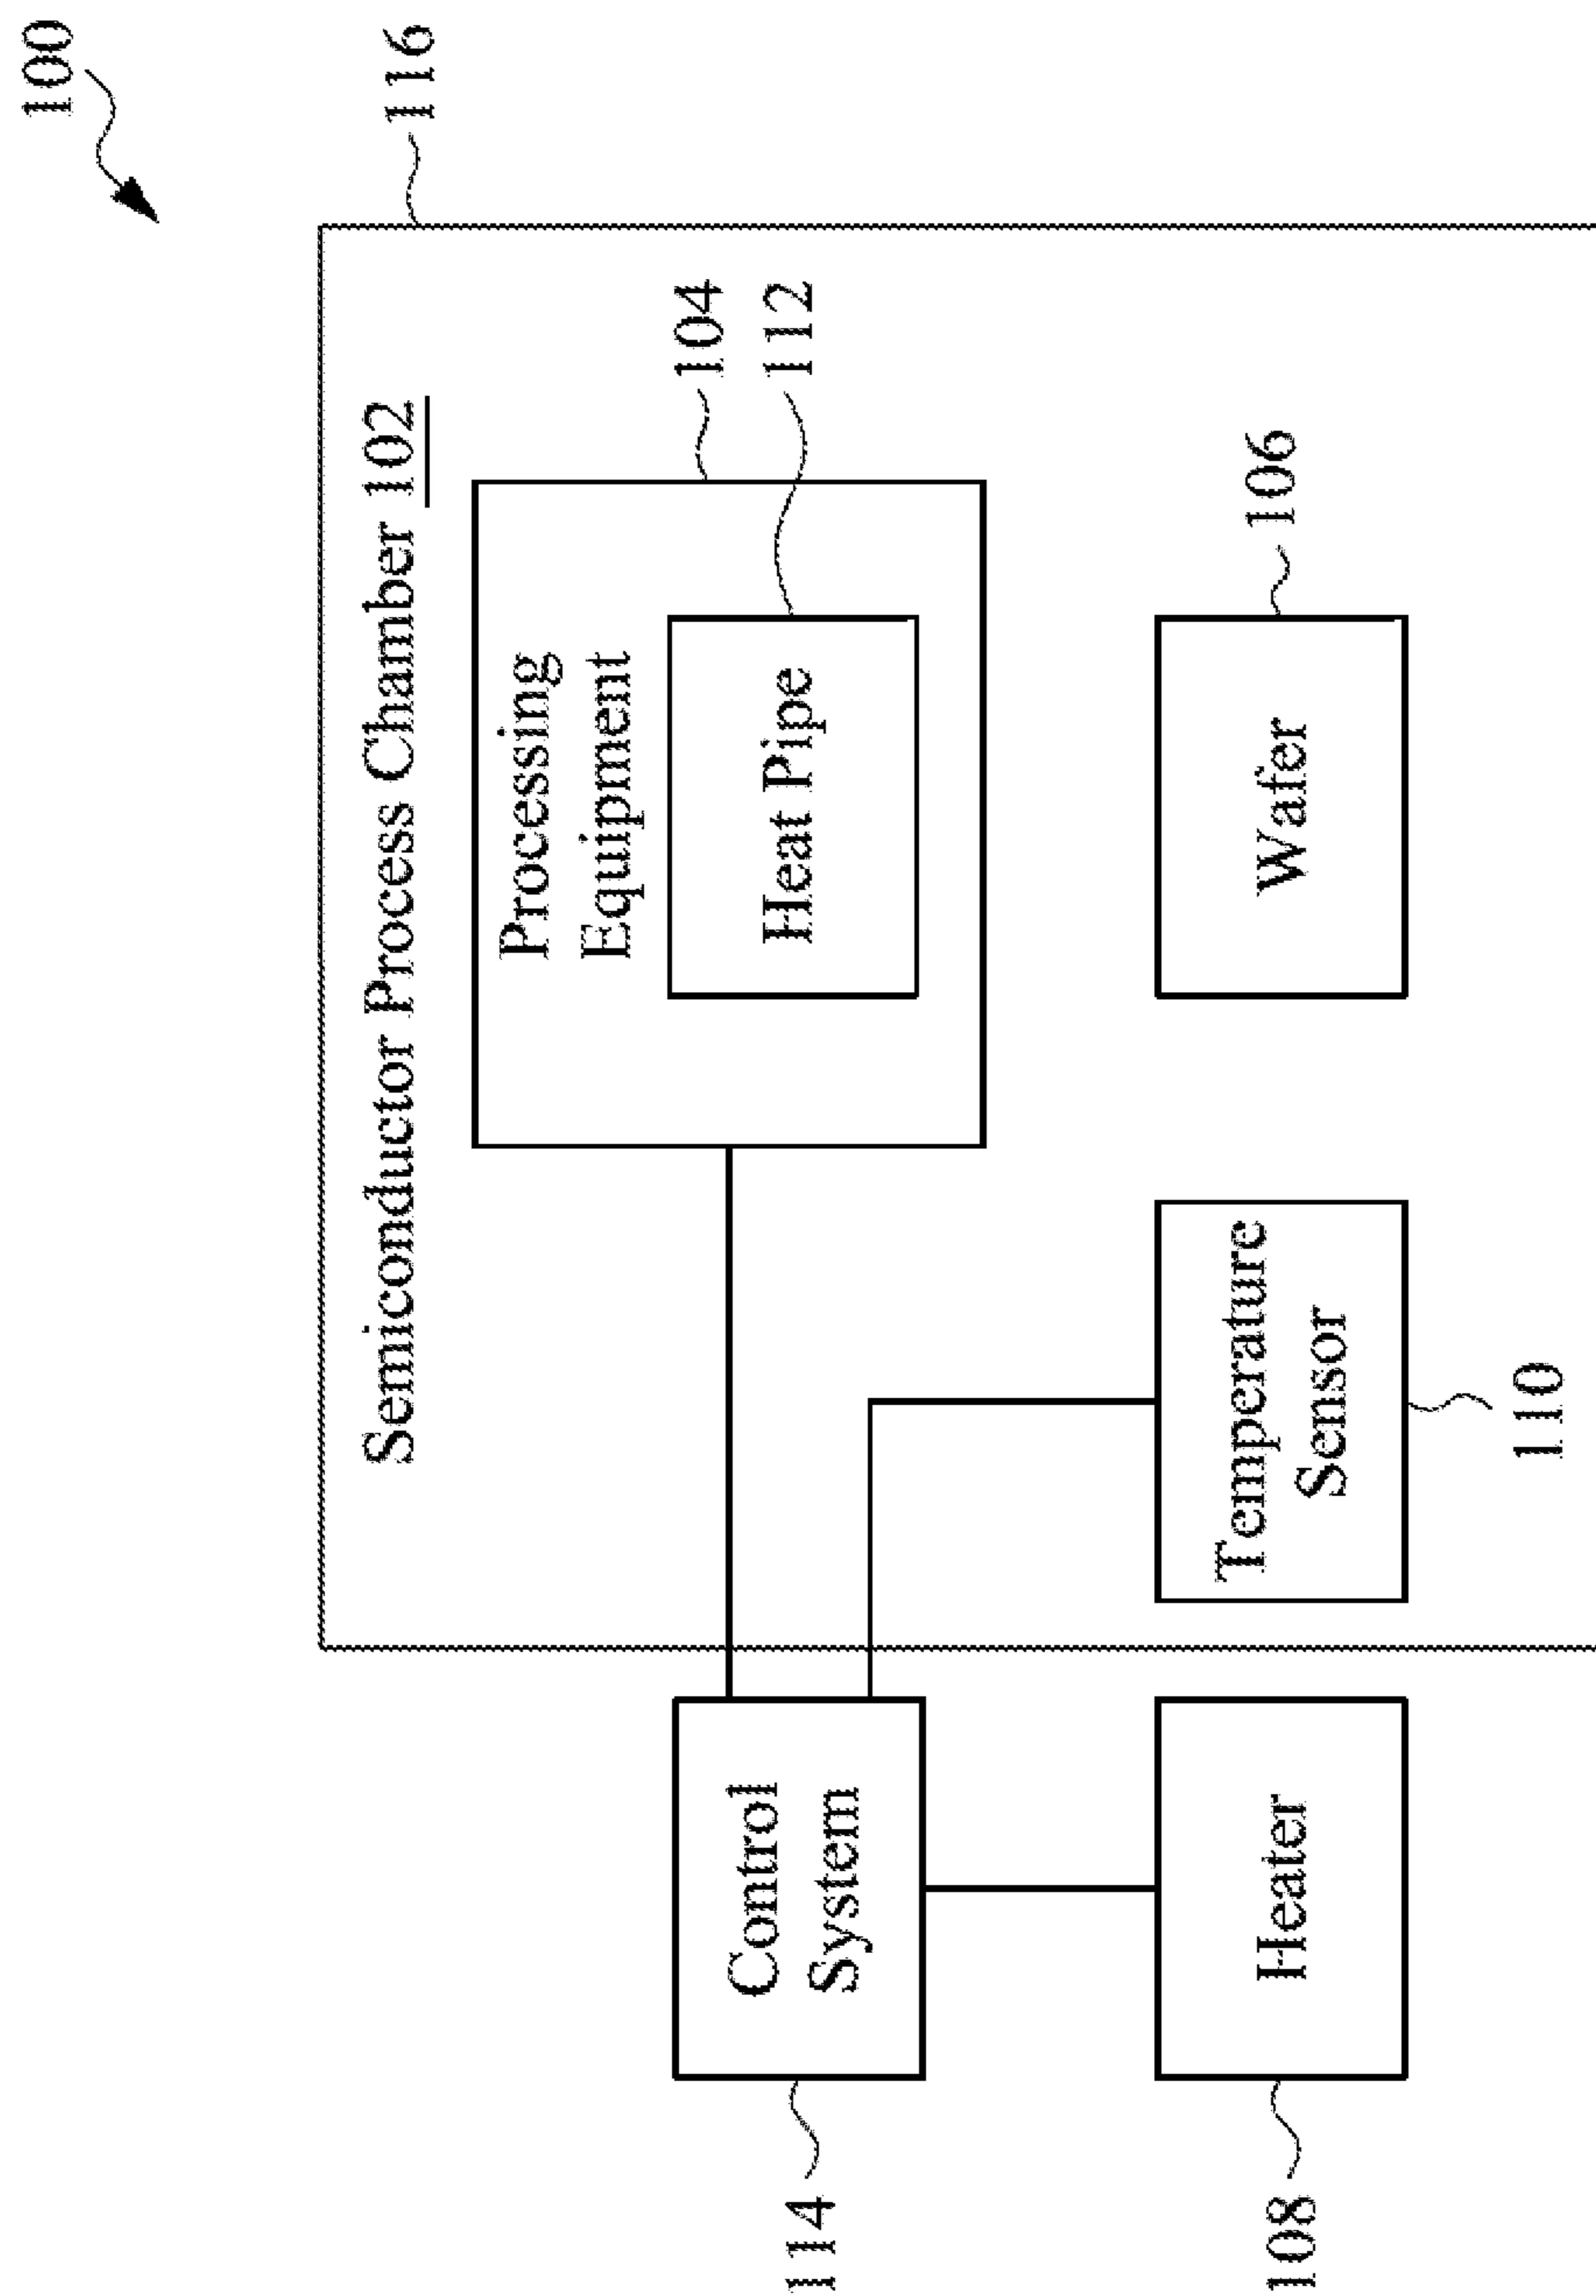 100
116
Semiconductor Process Chamber 102
104
112
Processing
Equipment
Heat Pipe
106
Wafer
Temperature
Sensor
110
Control
System
114
Heater
108